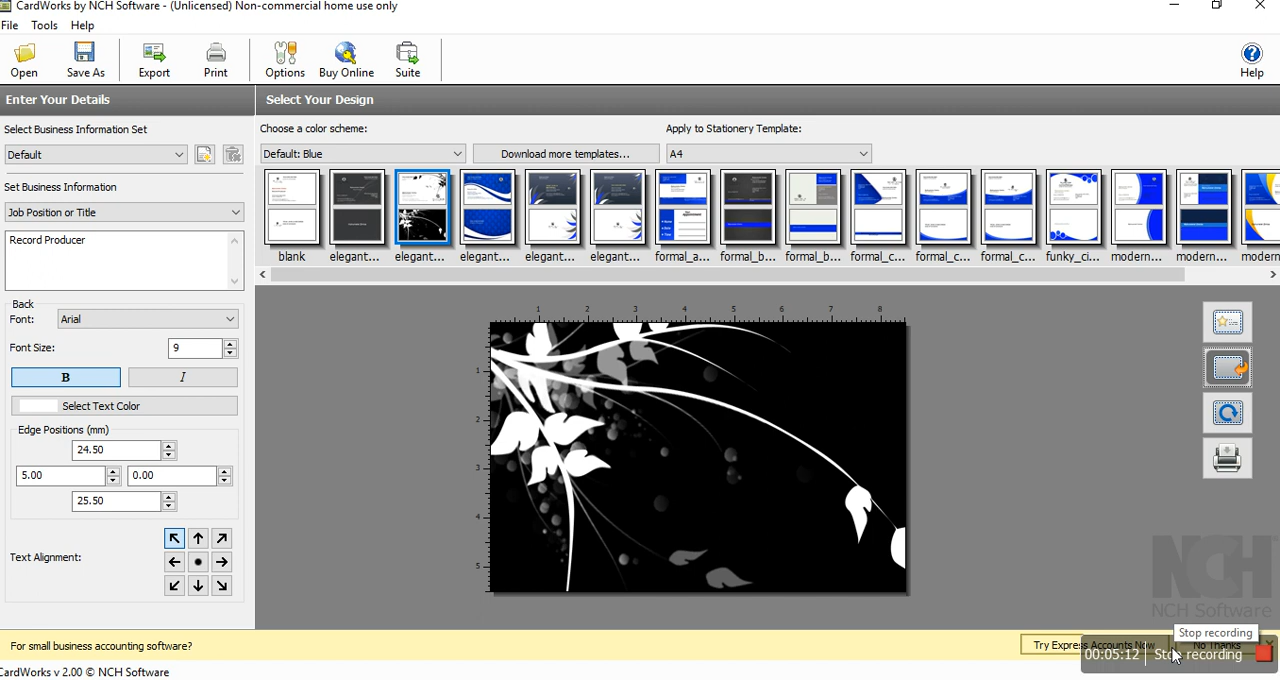 CardWorks by NCH Software - (Unlicensed) Non-commercial home use only
File Tools Help
Open Save As Export Print Options Buy Online Suite Help
Enter Your Details Select Your Design
Select Business Information Set Choose a color scheme: Apply to Stationery Template:
Default Default: Blue Download more templates... A4
Set Business Information
Job Position or Title
Record Producer
blank elegant... elegant... elegant... elegant... elegant... formal_a... formal_b... formal_b... formal_c... formal_c... formal_c... funky_ci... modern... modern... modern
Back
Font: Arial
Font Size: 9
B I
Select Text Color
Edge Positions (mm)
24.50
5.00 0.00
25.50
Text Alignment:
1 2 3 4 5 6 7 8
1
2
3
4
5
NCH
NCH Software
Stop recording
For small business accounting software? Try Express Accounts Now No Thanks
00:05:12 Stop recording
CardWorks v 2.00 © NCH Software